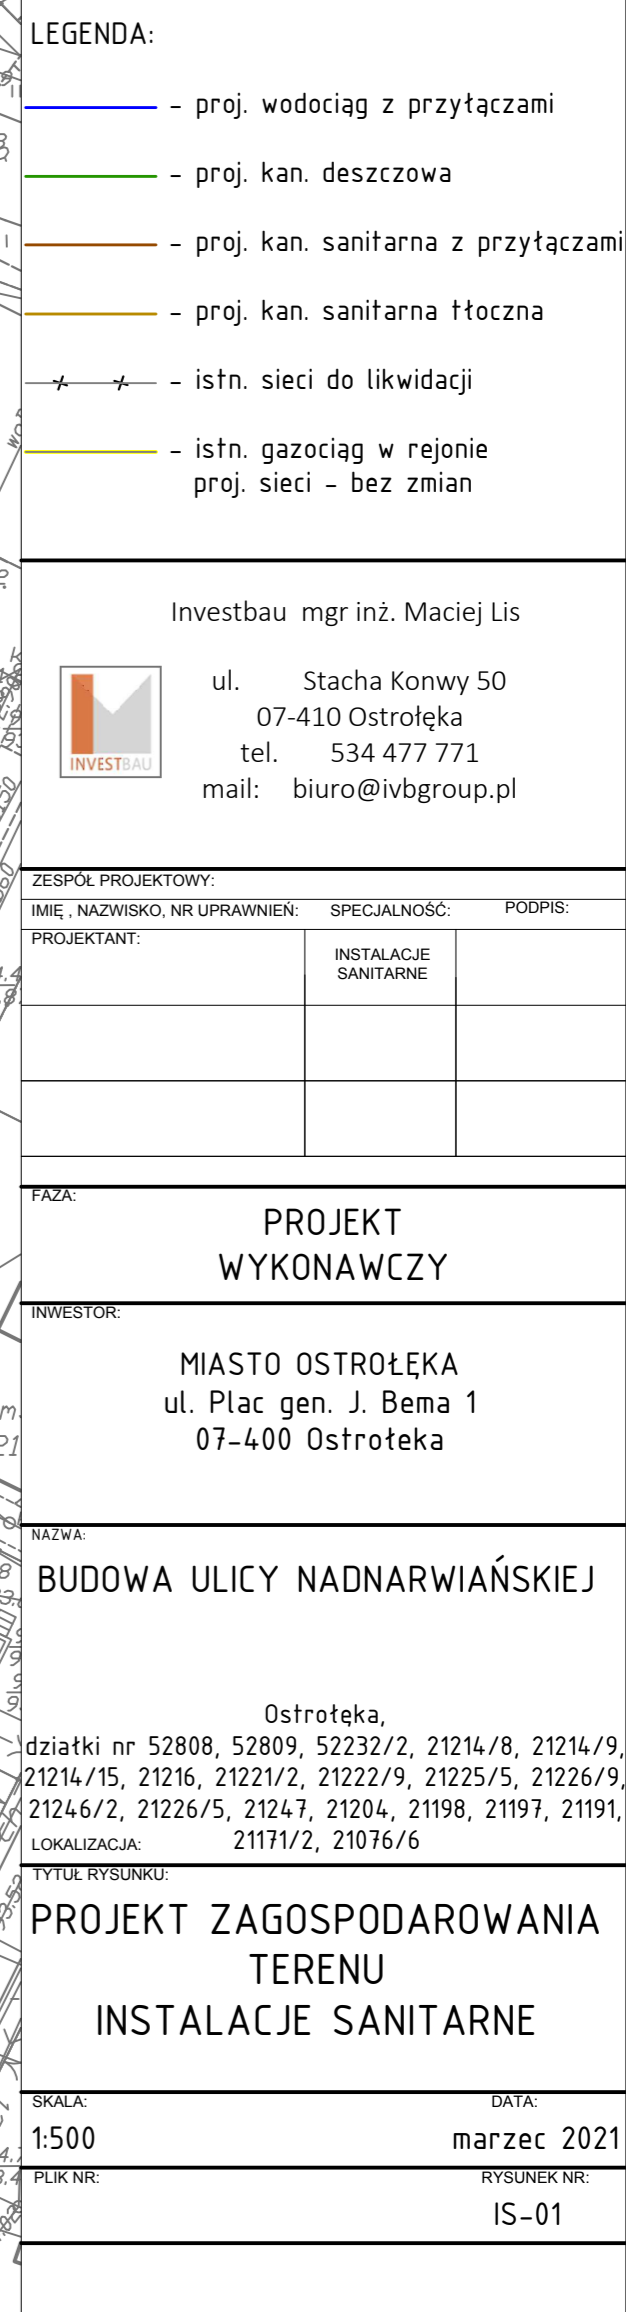 LEGENDA:
– proj. wodociąg z przyłączami
– proj. kan. deszczowa
– proj. kan. sanitarna z przyłączami
– proj. kan. sanitarna tłoczna
– istn. sieci do likwidacji
– istn. gazociąg w rejonie
proj. sieci – bez zmian
Investbau mgr inż. Maciej Lis
ul. Stacha Konwy 50
07-410 Ostrołęka
tel. 534 477 771
mail: biuro@ivbgroup.pl
INVESTBAU
ZESPÓŁ PROJEKTOWY:
IMIĘ , NAZWISKO, NR UPRAWNIEŃ: SPECJALNOŚĆ: PODPIS:
PROJEKTANT:
INSTALACJE
SANITARNE
FAZA:
PROJEKT
WYKONAWCZY
INWESTOR:
MIASTO OSTROŁĘKA
ul. Plac gen. J. Bema 1
07-400 Ostrołeka
NAZWA:
BUDOWA ULICY NADNARWIAŃSKIEJ
Ostrołęka,
działki nr 52808, 52809, 52232/2, 21214/8, 21214/9,
21214/15, 21216, 21221/2, 21222/9, 21225/5, 21226/9,
21246/2, 21226/5, 21247, 21204, 21198, 21197, 21191,
LOKALIZACJA: 21171/2, 21076/6
TYTUŁ RYSUNKU:
PROJEKT ZAGOSPODAROWANIA
TERENU
INSTALACJE SANITARNE
SKALA: DATA:
1:500 marzec 2021
PLIK NR: RYSUNEK NR:
IS-01